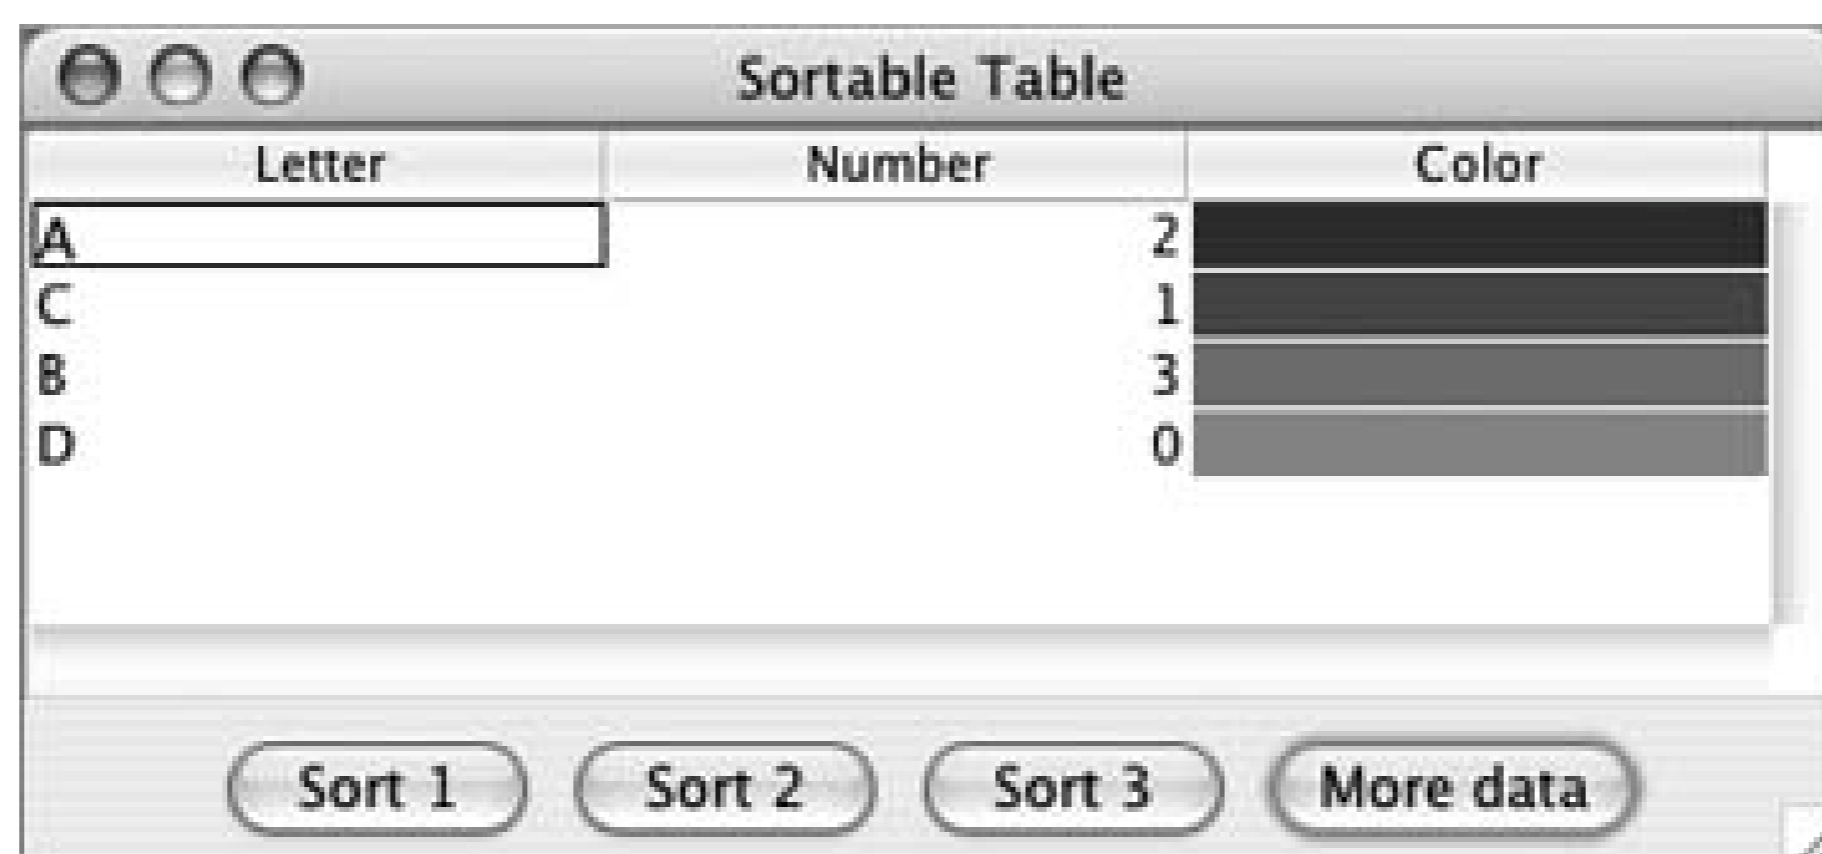 Sortable Table
Letter Number Color
A 2
C 1
B 3
D 0
Sort 1 Sort 2 Sort 3 More data